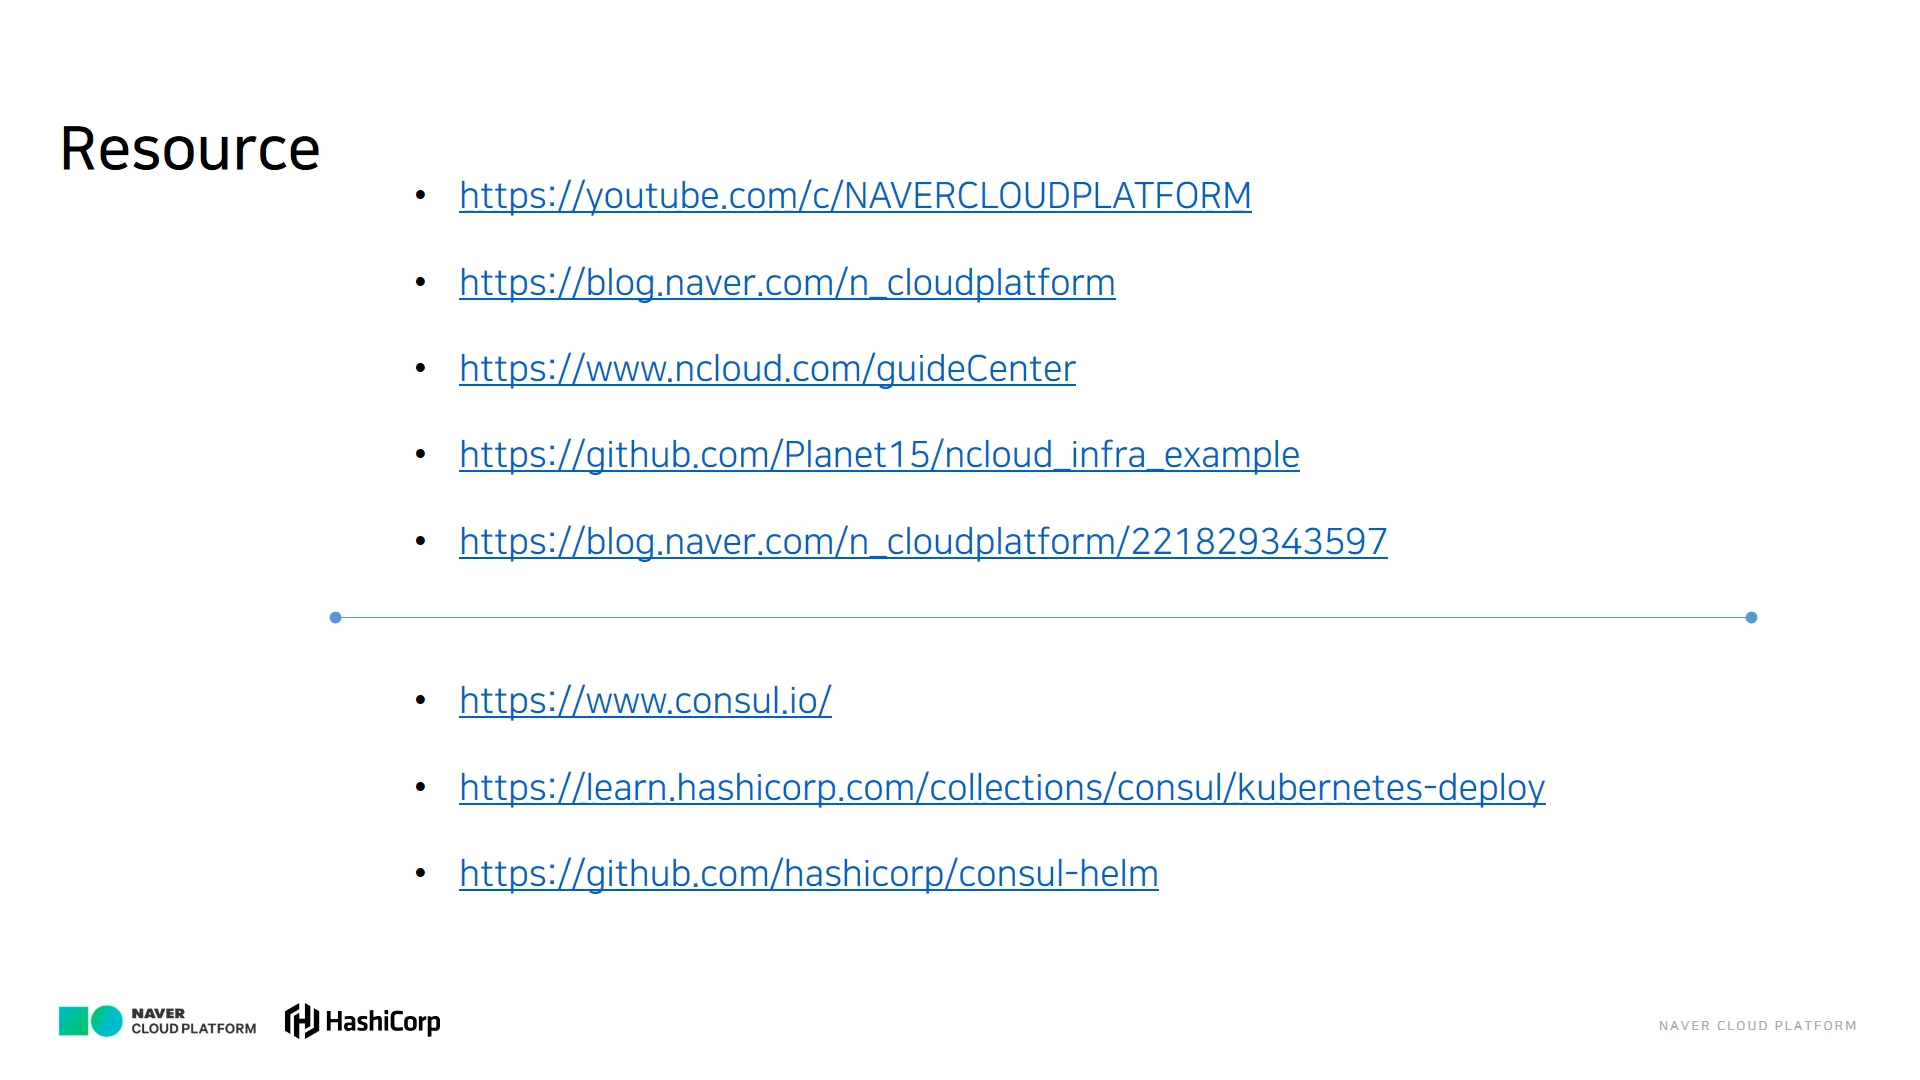 Resource
• https://youtube.com/c/NAVERCLOUDPLATFORM
• https://blog.naver.com/n_cloudplatform
• https://www.ncloud.com/guideCenter
• https://github.com/Planet15/ncloud_infra_example
• https://blog.naver.com/n_cloudplatform/221829343597
• https://www.consul.io/
• https://learn.hashicorp.com/collections/consul/kubernetes-deploy
• https://github.com/hashicorp/consul-helm
NAVER
CLOUD PLATFORM
HashiCorp
NAVER CLOUD PLATFORM